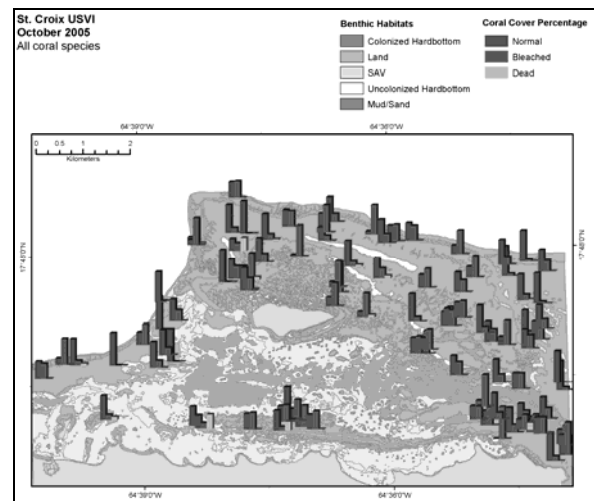 St. Croix USVI
October 2005
All coral species
Benthic Habitats
Colonized Hardbottom
Land
SAV
Uncolonized Hardbottom
Mud/Sand
Coral Cover Percentage
Normal
Bleached
Dead
64°39'0"W
64°36'0"W
0 0.5 1 2
Kilometers
17°45'0"N
17°48'0"N
64°39'0"W
64°36'0"W